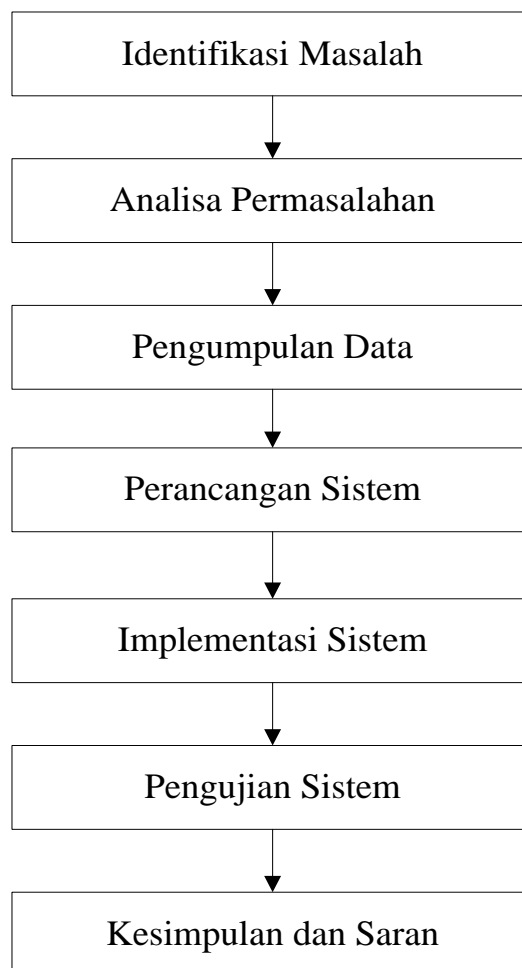 Identifikasi Masalah
Analisa Permasalahan
Pengumpulan Data
Perancangan Sistem
Implementasi Sistem
Pengujian Sistem
Kesimpulan dan Saran